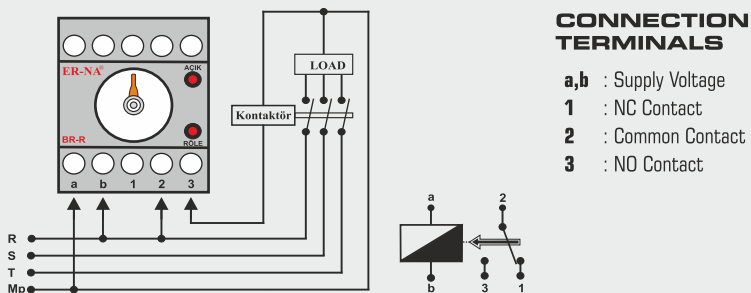 ER-NA®
AÇIK
BR-R
RÖLE
a b 1 2 3
LOAD
Kontaktör
R
S
T
Mp
a
b
2
3 1
CONNECTION
TERMINALS
a,b : Supply Voltage
1 : NC Contact
2 : Common Contact
3 : NO Contact